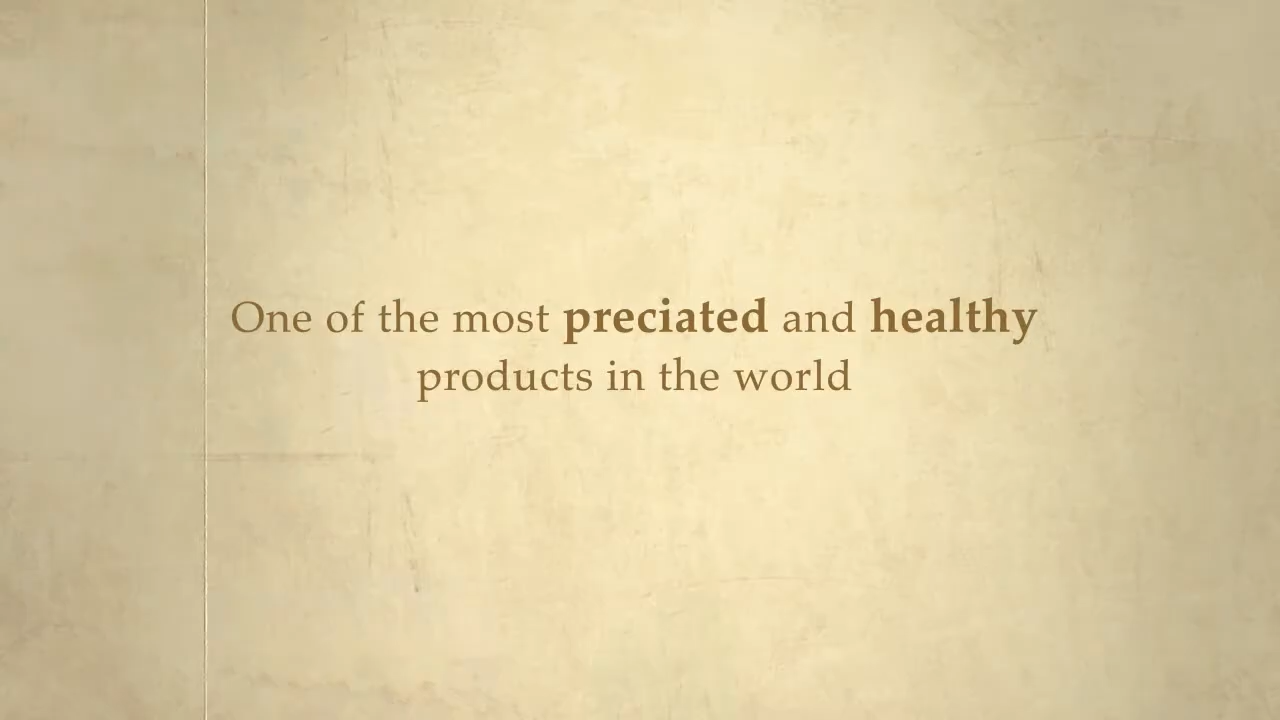 One of the most preciated and healthy
products in the world